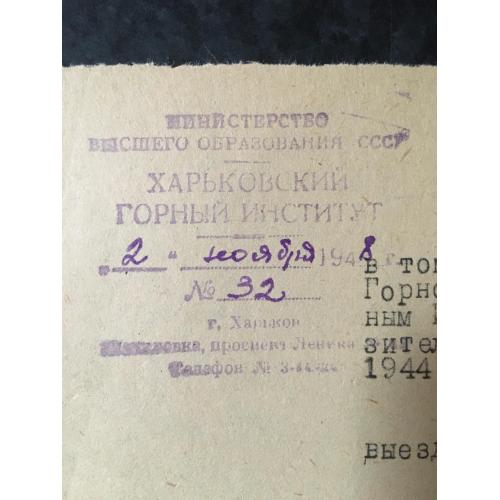 МИНИСТЕРСТВО
ВЫСШЕГО ОБРАЗОВАНИЯ СССР
ХАРЬКОВСКИЙ
ГОРНЫЙ ИНСТИТУТ
„2" ноября 1948 г.
№ 32
г. Харьков
проспект Ленина
Телефон №
в том
Горно
ным
зител
1944
выезд